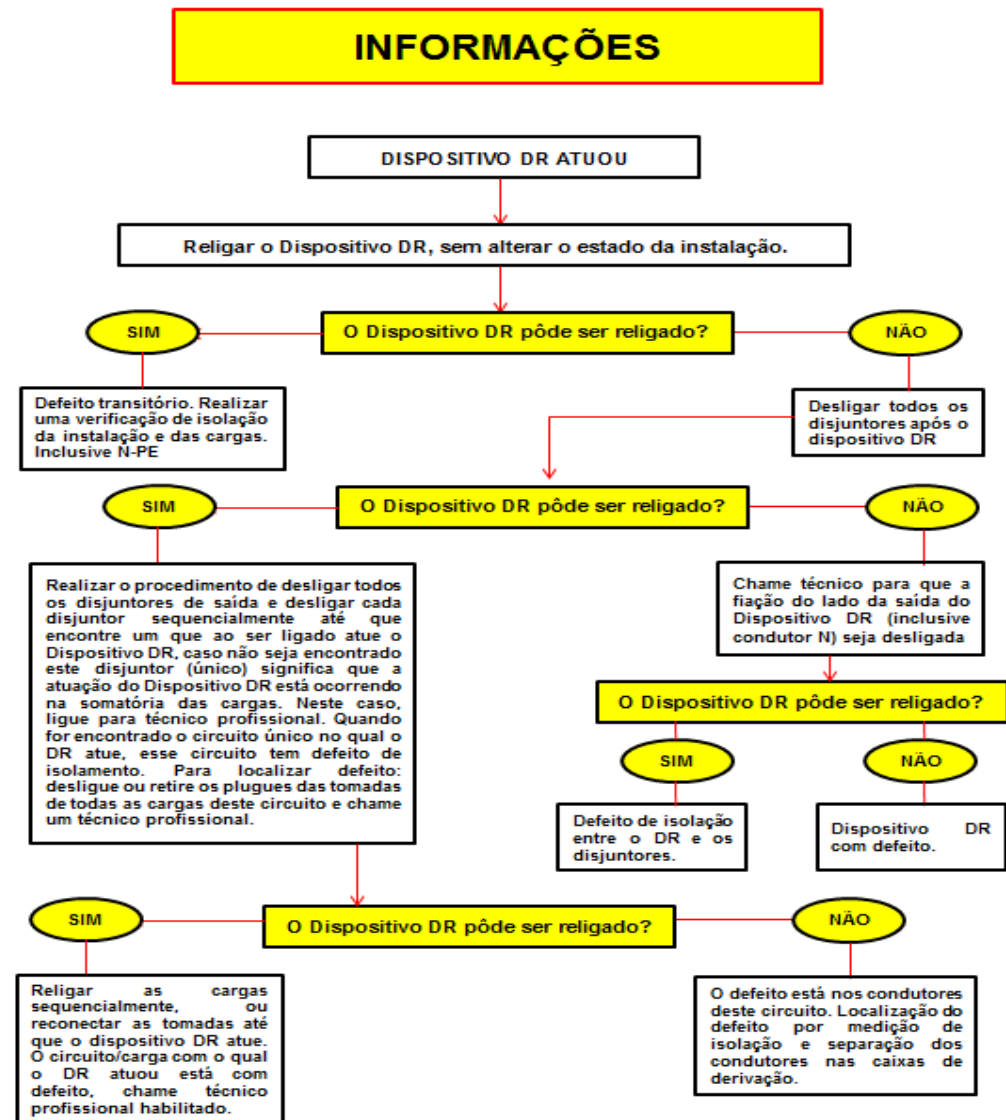 INFORMAÇÕES
DISPOSITIVO DR ATUOU
Religar o Dispositivo DR, sem alterar o estado da instalação.
SIM
O Dispositivo DR pôde ser religado?
NÃO
Defeito transitório. Realizar
uma verificação de isolação
da instalação e das cargas.
Inclusive N-PE
Desligar todos os
disjuntores após o
dispositivo DR
SIM
O Dispositivo DR pôde ser religado?
NÃO
Realizar o procedimento de desligar todos
os disjuntores de saída e desligar cada
disjuntor sequencialmente até que
encontre um que ao ser ligado atue o
Dispositivo DR, caso não seja encontrado
este disjuntor (único) significa que a
atuação do Dispositivo DR está ocorrendo
na somatória das cargas. Neste caso,
ligue para técnico profissional. Quando
for encontrado o circuito único no qual o
DR atue, esse circuito tem defeito de
isolamento. Para localizar defeito:
desligue ou retire os plugues das tomadas
de todas as cargas deste circuito e chame
um técnico profissional.
Chame técnico para que a
fiação do lado da saída do
Dispositivo DR (inclusive
condutor N) seja desligada
O Dispositivo DR pôde ser religado?
SIM
NÃO
Defeito de isolação
entre o DR e os
disjuntores.
Dispositivo DR
com defeito.
SIM
O Dispositivo DR pôde ser religado?
NÃO
Religar as cargas
sequencialmente, ou
reconectar as tomadas até
que o dispositivo DR atue.
O circuito/carga com o qual
o DR atuou está com
defeito, chame técnico
profissional habilitado.
O defeito está nos condutores
deste circuito. Localização do
defeito por medição de
isolação e separação dos
condutores nas caixas de
derivação.